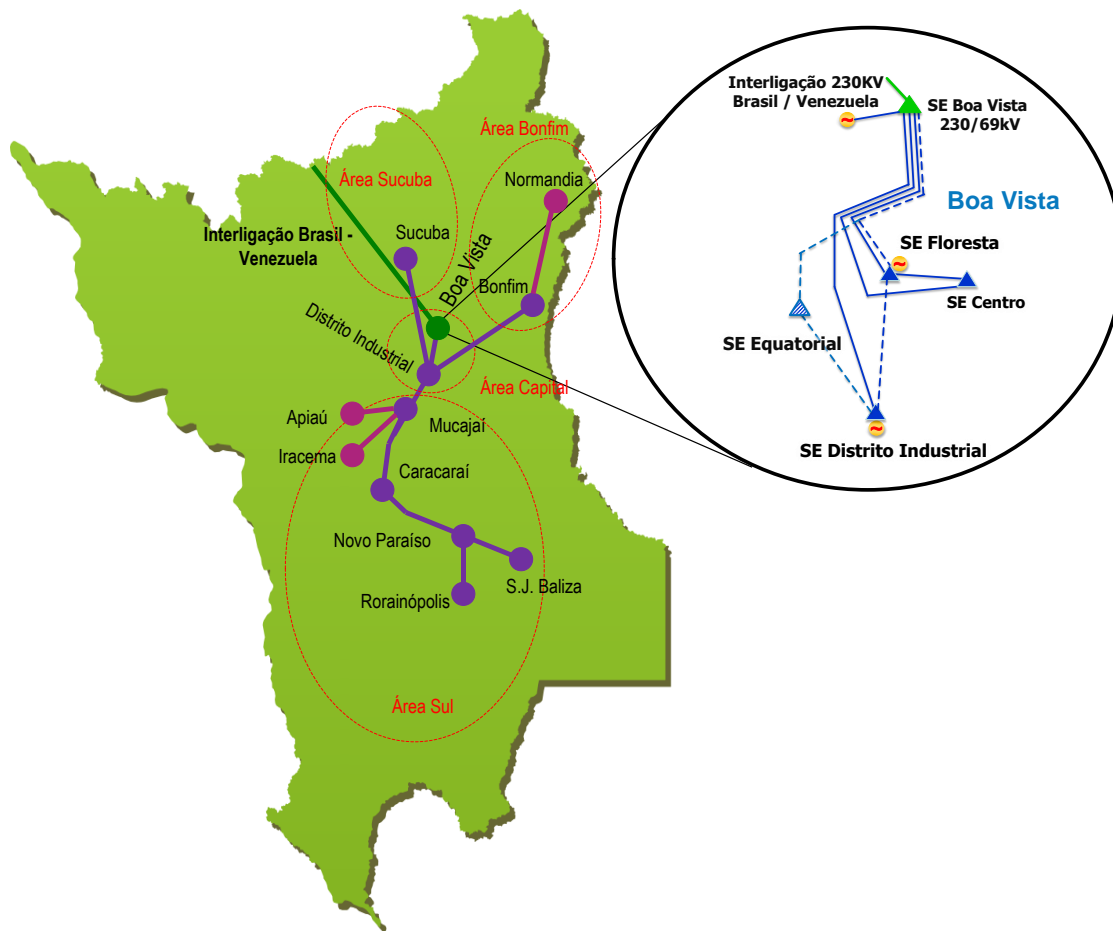 Área Bonfim
Área Sucuba
Normandia
Sucuba
Interligação Brasil -
Venezuela
Boa Vista
Bonfim
Distrito Industrial
Área Capital
Apiaú
Mucajaí
Iracema
Caracaraí
Novo Paraíso
S.J. Baliza
Rorainópolis
Área Sul
Interligação 230KV
Brasil / Venezuela
SE Boa Vista
230/69kV
Boa Vista
SE Floresta
SE Centro
SE Equatorial
SE Distrito Industrial